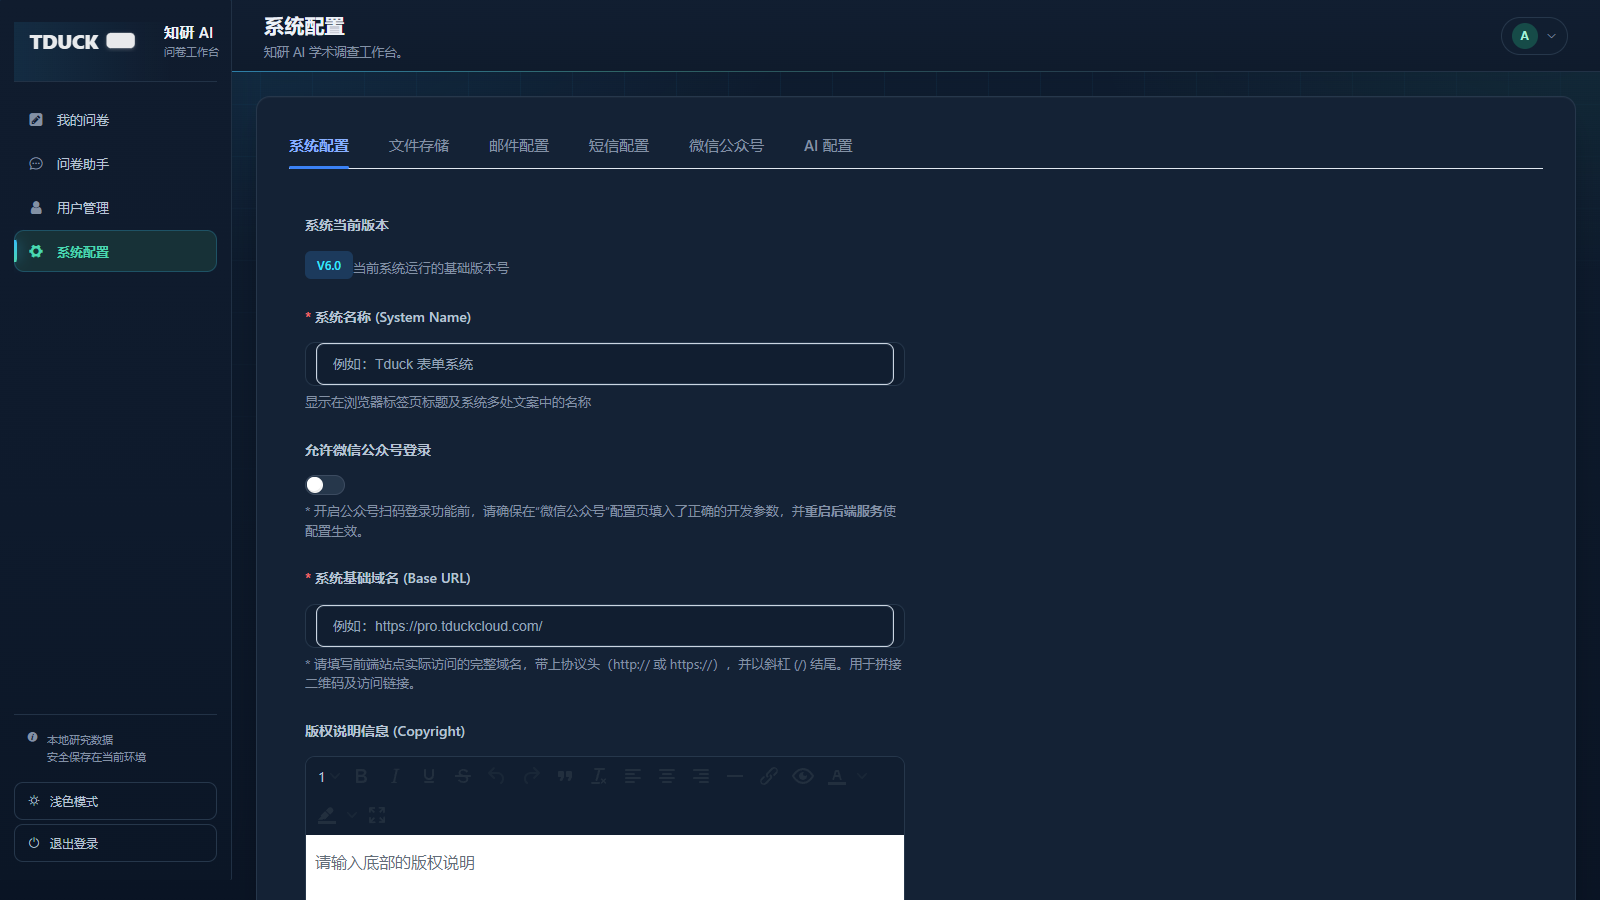 TDUCK
知研 AI
问卷工作台
系统配置
知研 AI 学术调查工作台。
A
我的问卷
问卷助手
用户管理
系统配置
系统配置 文件存储 邮件配置 短信配置 微信公众号 AI 配置
系统当前版本
V6.0 当前系统运行的基础版本号
* 系统名称 (System Name)
例如：Tduck 表单系统
显示在浏览器标签页标题及系统多处文案中的名称
允许微信公众号登录
* 开启公众号扫码登录功能前，请确保在“微信公众号”配置页填入了正确的开发参数，并重启后端服务使
配置生效。
* 系统基础域名 (Base URL)
例如：https://pro.tduckcloud.com/
* 请填写前端站点实际访问的完整域名，带上协议头（http:// 或 https://），并以斜杠 (/) 结尾。用于拼接
二维码及访问链接。
版权说明信息 (Copyright)
1
请输入底部的版权说明
本地研究数据
安全保存在当前环境
浅色模式
退出登录